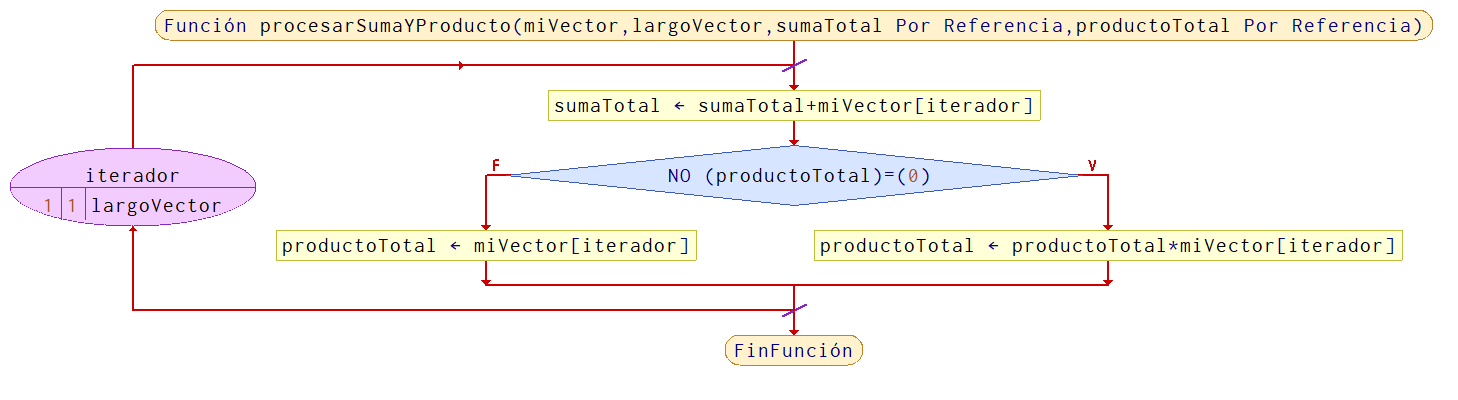 Función procesarSumaYProducto(miVector,largoVector,sumaTotal Por Referencia,productoTotal Por Referencia)
sumaTotal ← sumaTotal+miVector[iterador]
iterador
1 1 largoVector
F
NO (productoTotal)=(0)
V
productoTotal ← miVector[iterador]
productoTotal ← productoTotal*miVector[iterador]
FinFunción